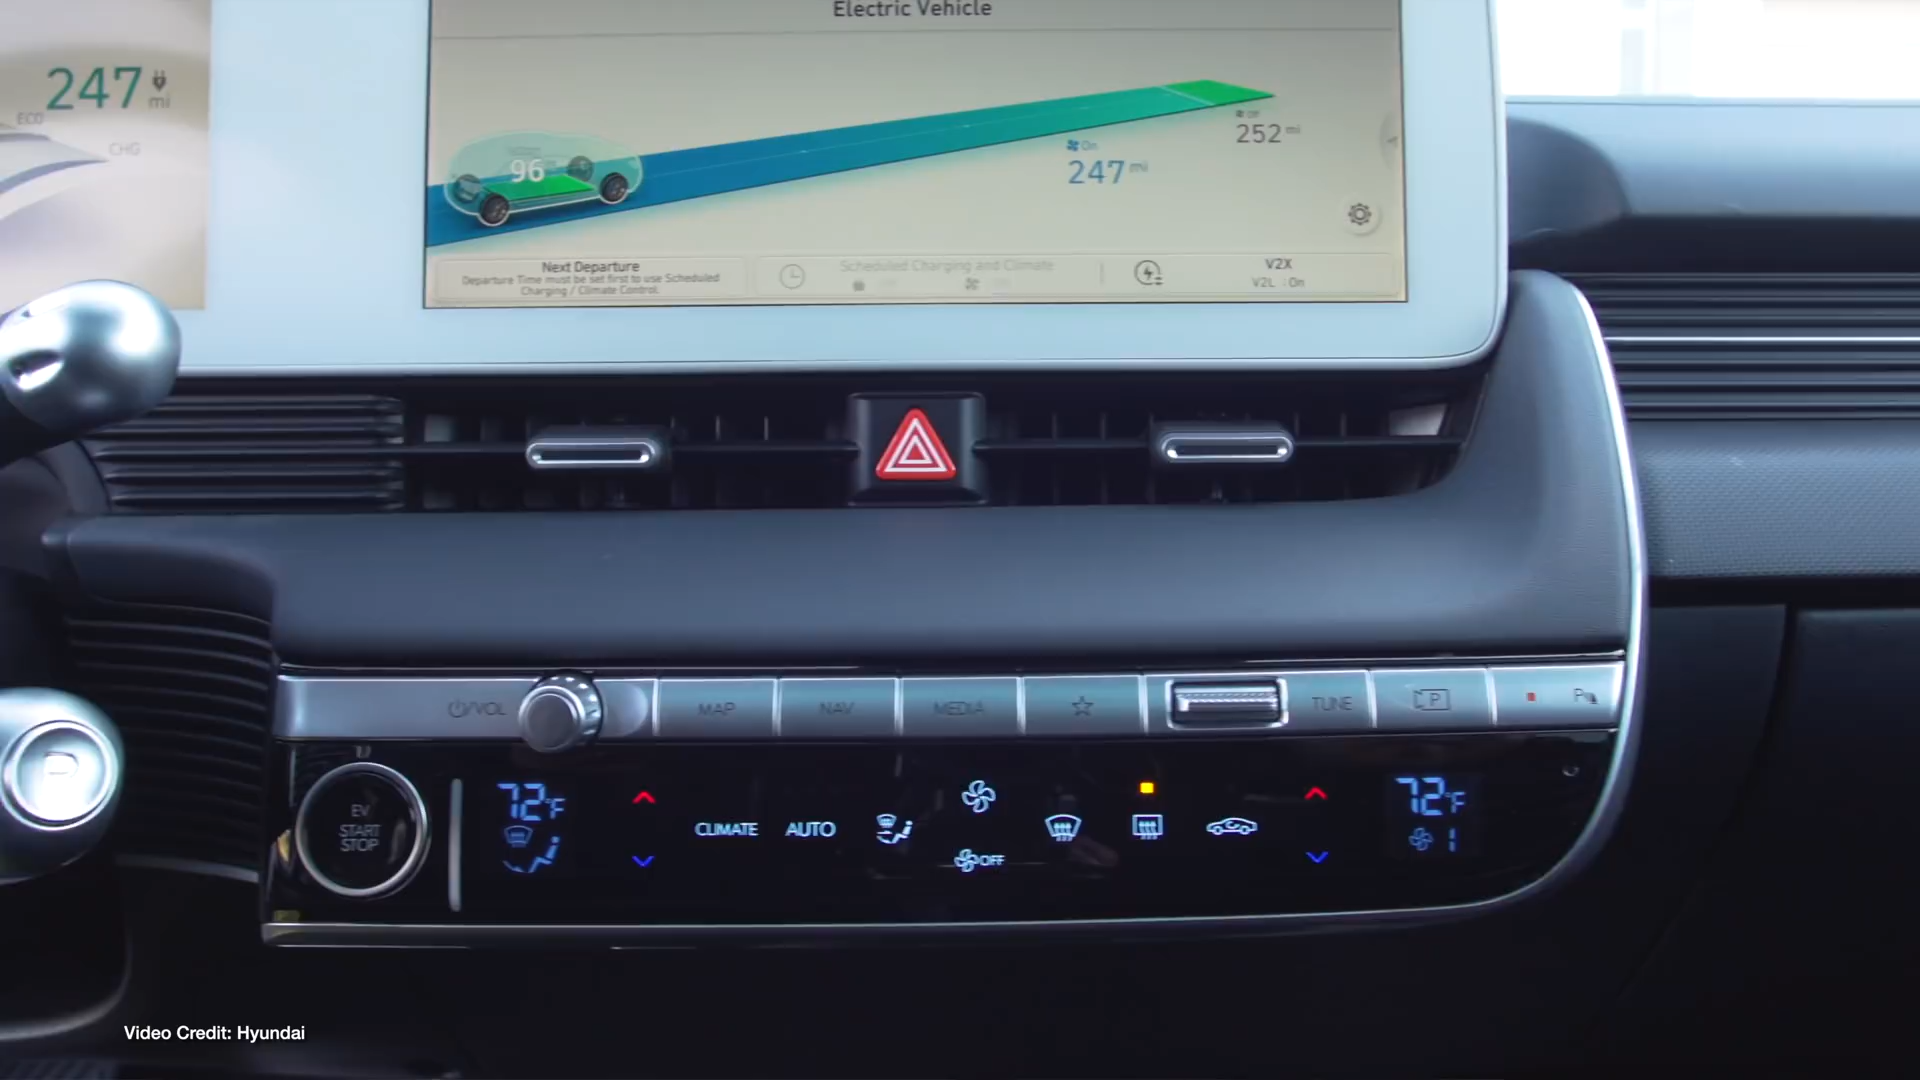 Electric Vehicle
247 mi
ECO
CHG
96
On
247 mi
Off
252 mi
Next Departure
Departure Time must be set first to use Scheduled
Charging / Climate Control.
Scheduled Charging and Climate
V2X
V2L : On
VOL
MAP
NAV
MEDIA
TUNE
P
P
P
EV
START
STOP
72°F
CLIMATE
AUTO
OFF
72°F
1
Video Credit: Hyundai